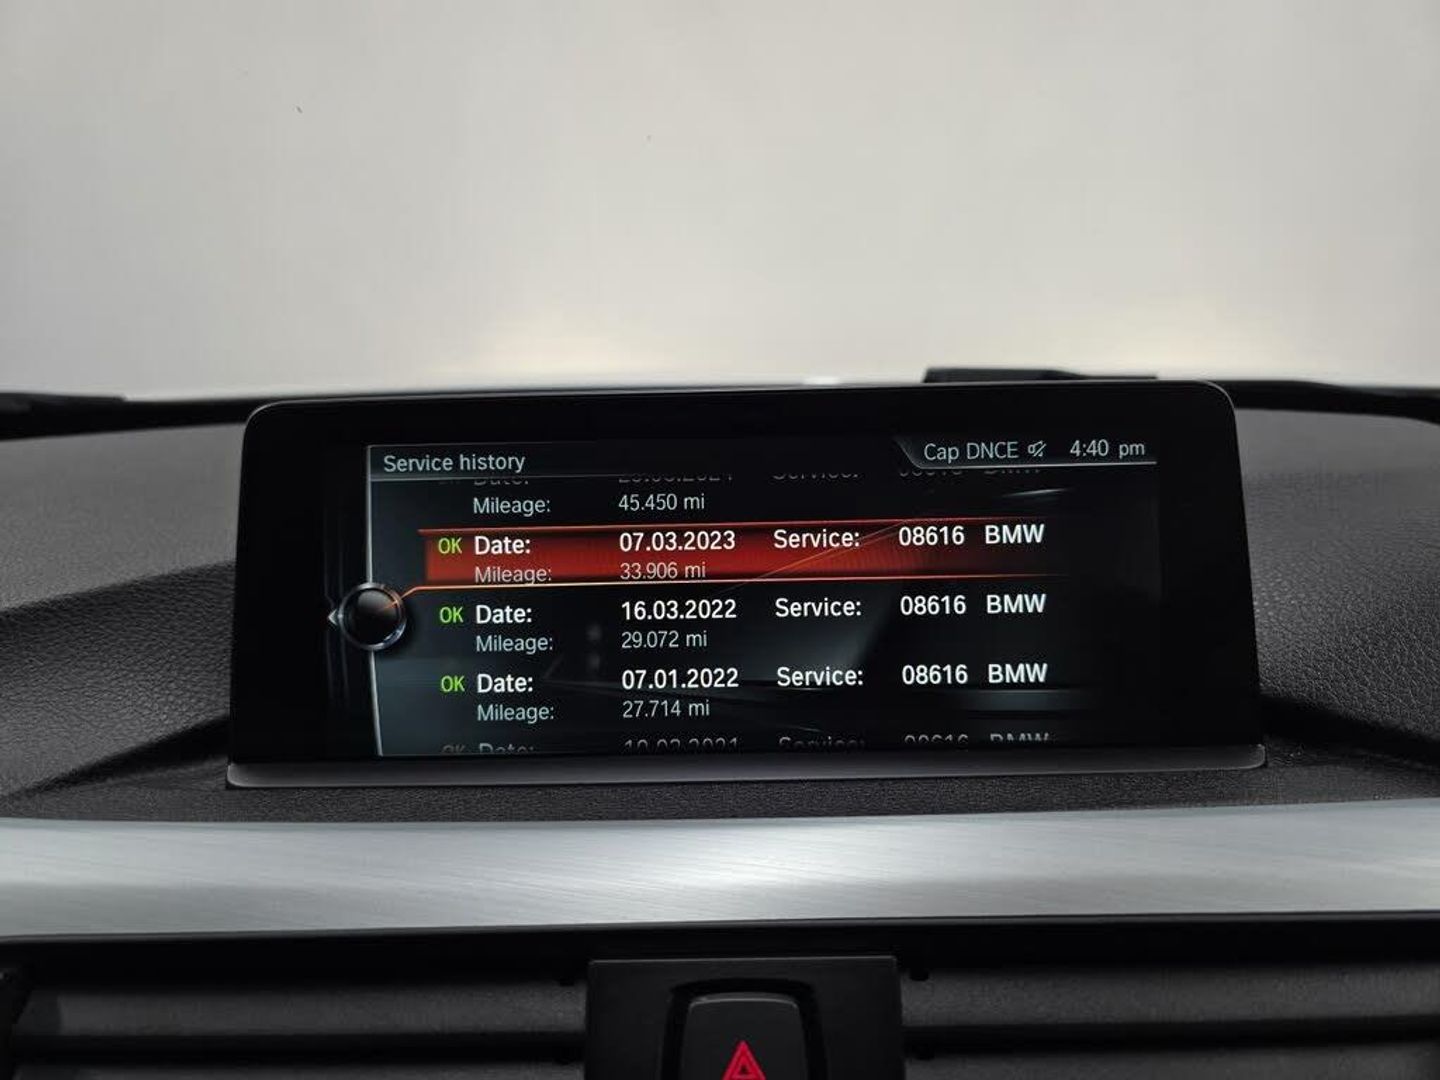 Service history
Cap DNCE 4:40 pm
Mileage: 45.450 mi
OK Date: 07.03.2023 Service: 08616 BMW
Mileage: 33.906 mi
OK Date: 16.03.2022 Service: 08616 BMW
Mileage: 29.072 mi
OK Date: 07.01.2022 Service: 08616 BMW
Mileage: 27.714 mi